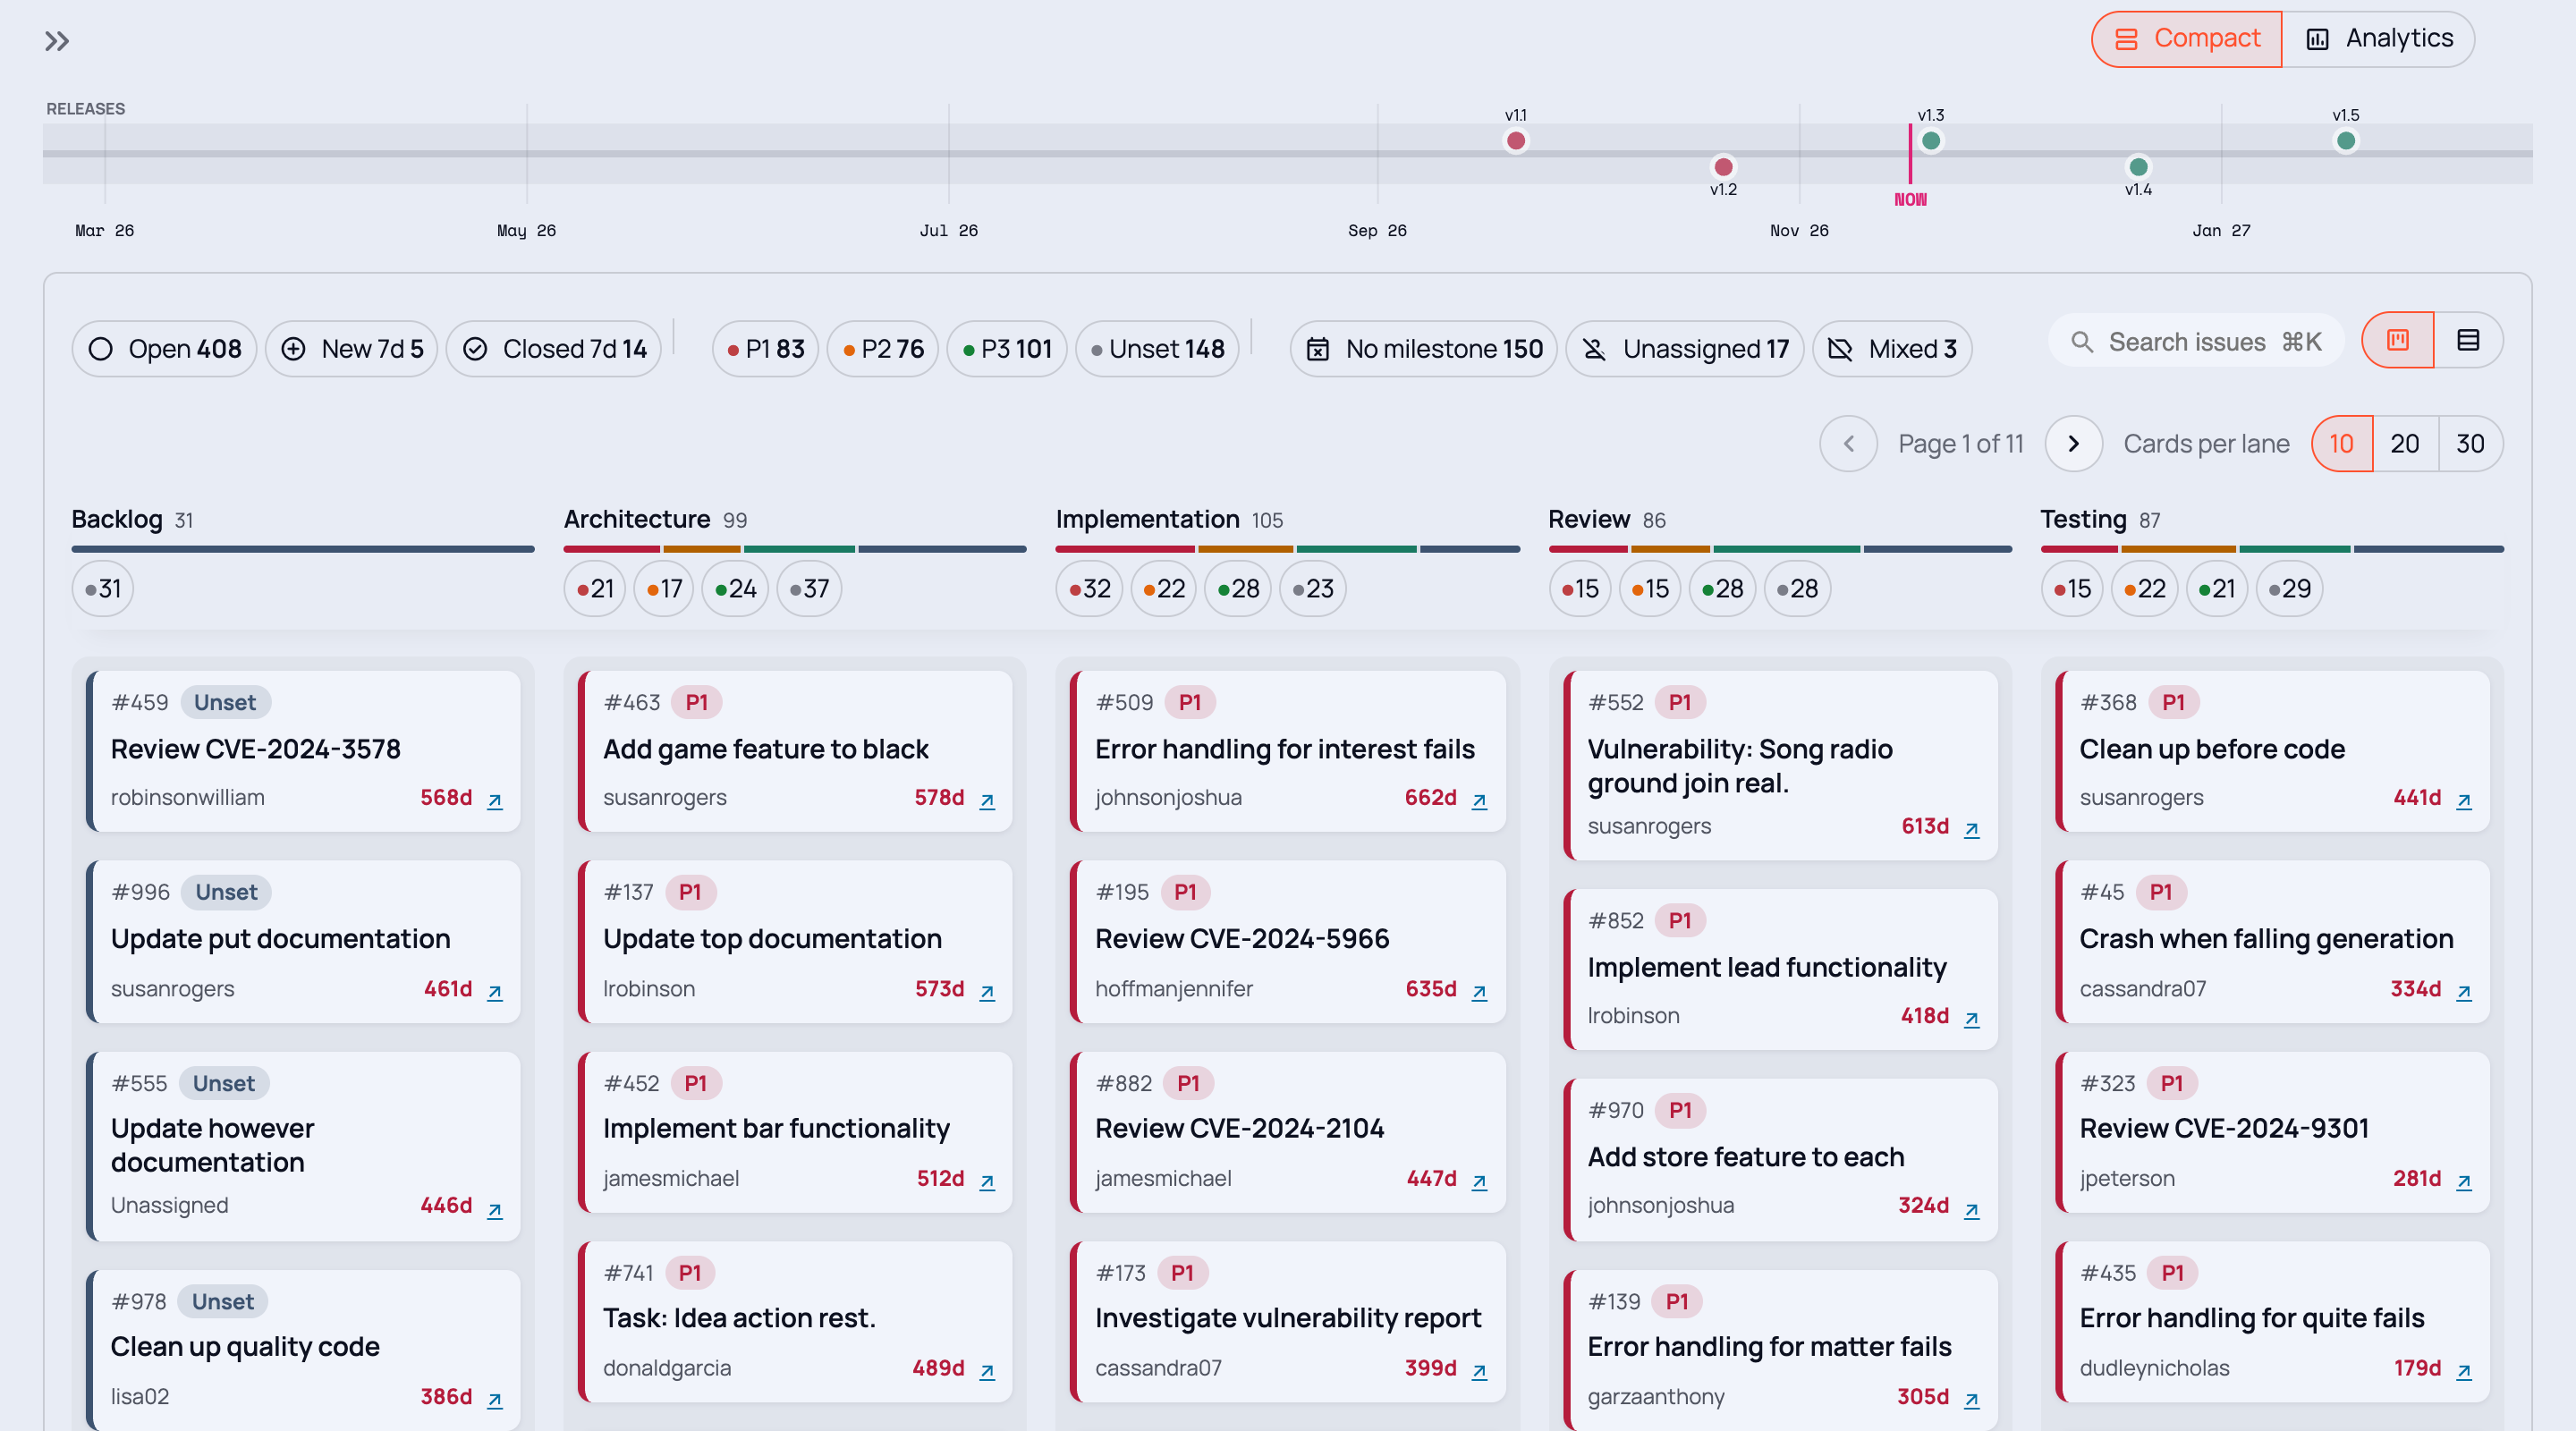 Compact
Analytics
RELEASES
v1.1
v1.3
v1.5
v1.2
v1.4
NOW
Mar 26
May 26
Jul 26
Sep 26
Nov 26
Jan 27
Open 408
New 7d 5
Closed 7d 14
P1 83
P2 76
P3 101
Unset 148
No milestone 150
Unassigned 17
Mixed 3
Search issues ⌘K
Page 1 of 11
Cards per lane
10
20
30
Backlog 31
31
#459 Unset
Review CVE-2024-3578
robinsonwilliam 568d
#996 Unset
Update put documentation
susanrogers 461d
#555 Unset
Update however
documentation
Unassigned 446d
#978 Unset
Clean up quality code
lisa02 386d
Architecture 99
21 17 24 37
#463 P1
Add game feature to black
susanrogers 578d
#137 P1
Update top documentation
lrobinson 573d
#452 P1
Implement bar functionality
jamesmichael 512d
#741 P1
Task: Idea action rest.
donaldgarcia 489d
Implementation 105
32 22 28 23
#509 P1
Error handling for interest fails
johnsonjoshua 662d
#195 P1
Review CVE-2024-5966
hoffmanjennifer 635d
#882 P1
Review CVE-2024-2104
jamesmichael 447d
#173 P1
Investigate vulnerability report
cassandra07 399d
Review 86
15 15 28 28
#552 P1
Vulnerability: Song radio
ground join real.
susanrogers 613d
#852 P1
Implement lead functionality
lrobinson 418d
#970 P1
Add store feature to each
johnsonjoshua 324d
#139 P1
Error handling for matter fails
garzaanthony 305d
Testing 87
15 22 21 29
#368 P1
Clean up before code
susanrogers 441d
#45 P1
Crash when falling generation
cassandra07 334d
#323 P1
Review CVE-2024-9301
jpeterson 281d
#435 P1
Error handling for quite fails
dudleynicholas 179d